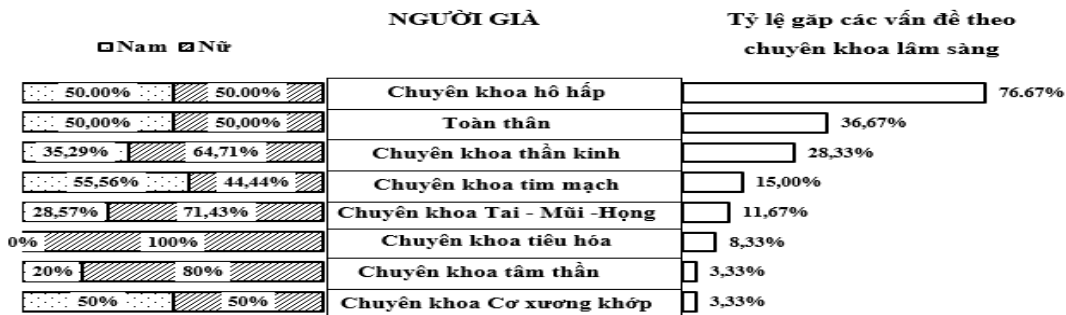 NGƯỜI GIÀ
Tỷ lệ găp các vấn đề theo
chuyên khoa lâm sàng
Nam Nữ
50.00% 50.00% Chuyên khoa hô hấp 76.67%
50,00% 50,00% Toàn thân 36,67%
35,29% 64,71% Chuyên khoa thần kinh 28,33%
55,56% 44,44% Chuyên khoa tim mạch 15,00%
28,57% 71,43% Chuyên khoa Tai - Mũi -Họng 11,67%
0% 100% Chuyên khoa tiêu hóa 8,33%
20% 80% Chuyên khoa tâm thần 3,33%
50% 50% Chuyên khoa Cơ xương khớp 3,33%